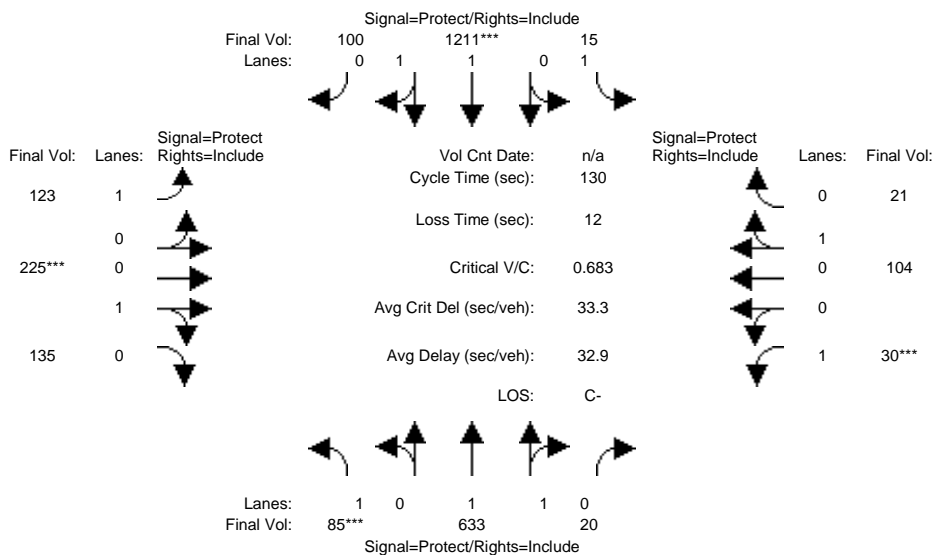 Signal=Protect/Rights=Include
Final Vol: 100 1211*** 15
Lanes: 0 1 1 0 1
Signal=Protect
Final Vol: Lanes: Rights=Include
Vol Cnt Date: n/a
Signal=Protect
Rights=Include Lanes: Final Vol:
Cycle Time (sec): 130
123 1
0 21
Loss Time (sec): 12
0
1
225*** 0
Critical V/C: 0.683
0 104
1
Avg Crit Del (sec/veh): 33.3
0
135 0
Avg Delay (sec/veh): 32.9
1 30***
LOS: C-
Lanes: 1 0 1 1 0
Final Vol: 85*** 633 20
Signal=Protect/Rights=Include